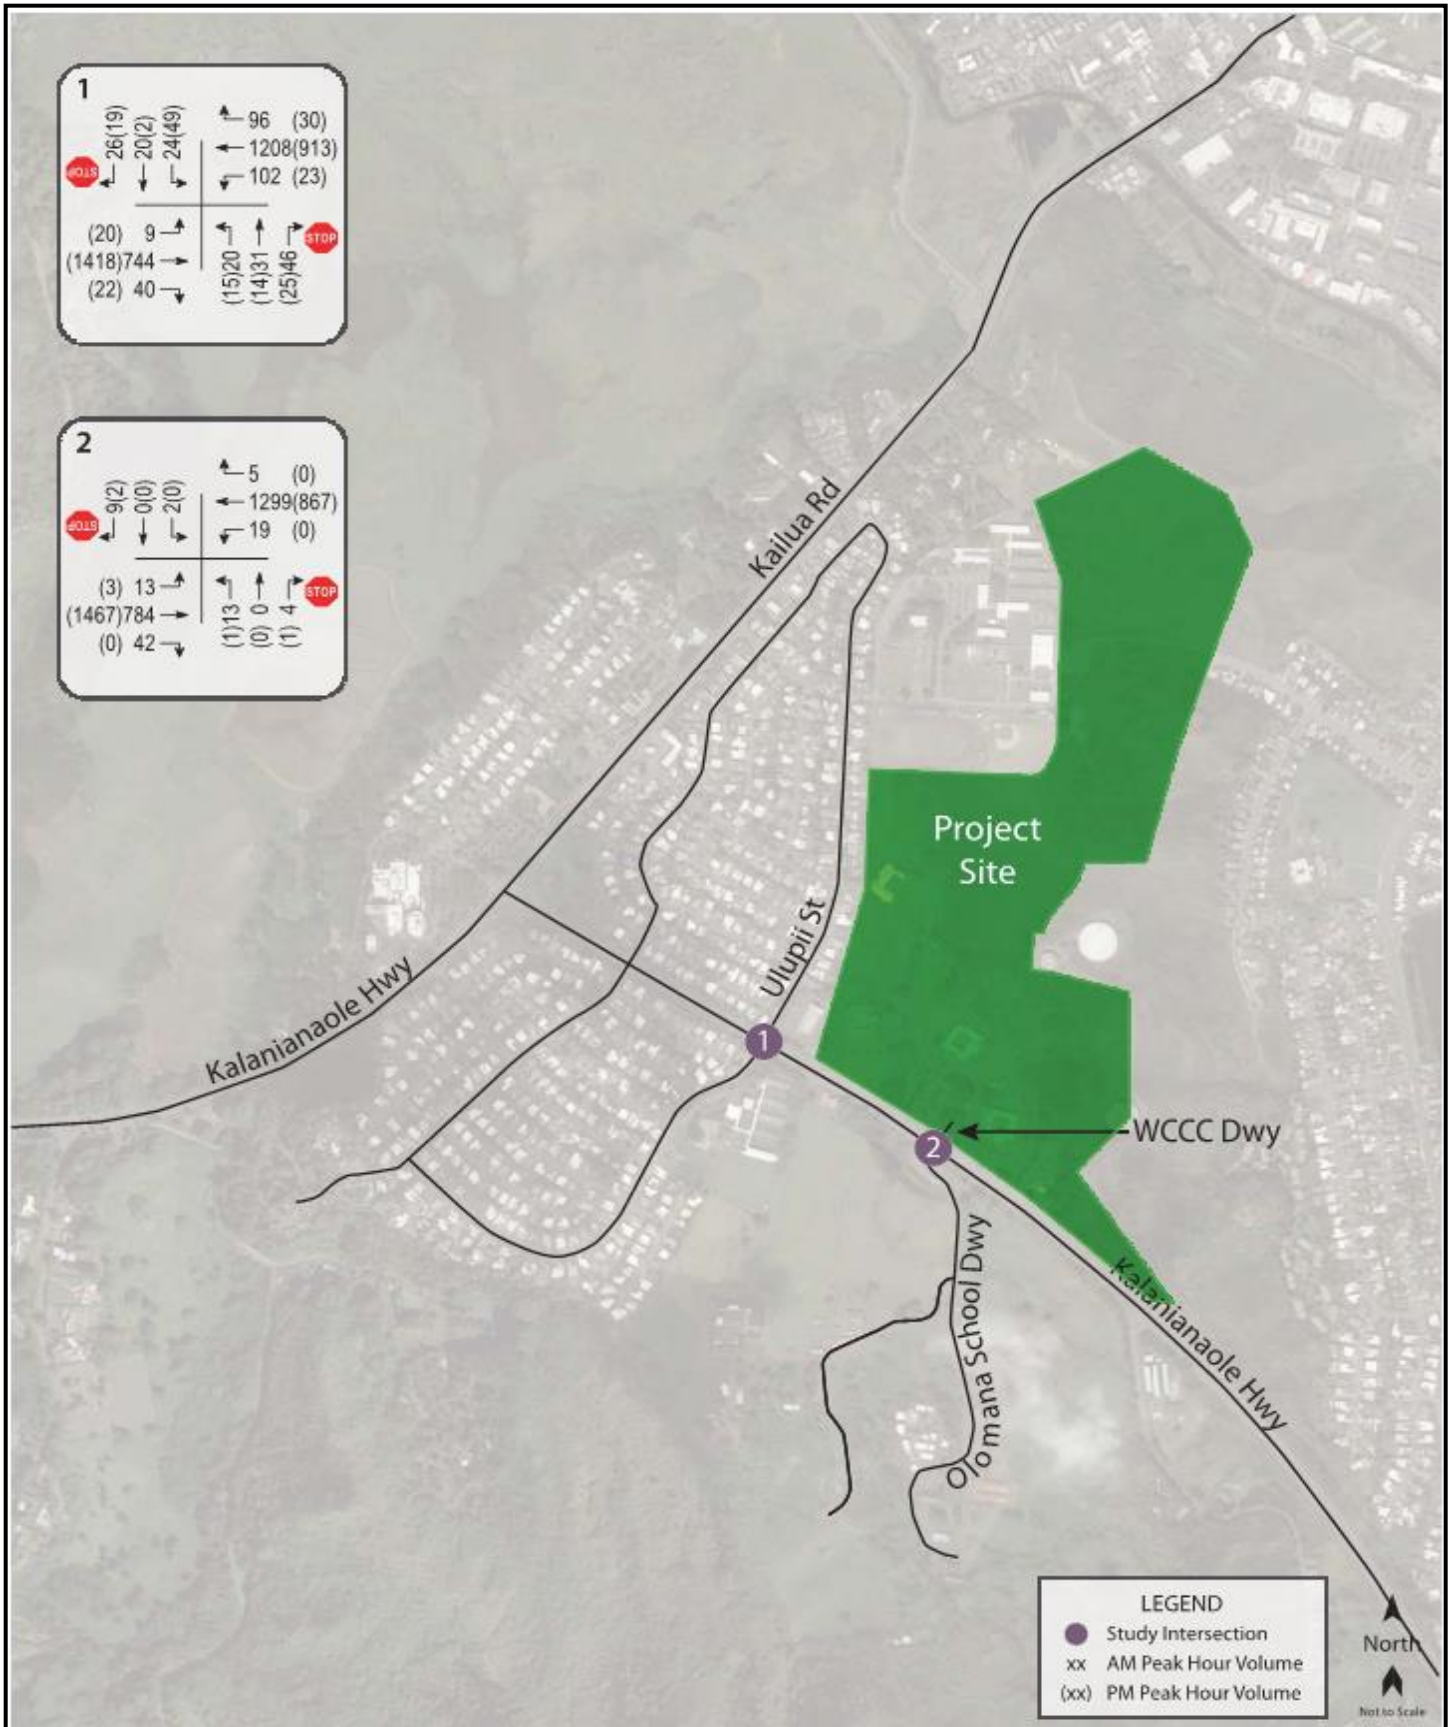 1
26(19)
20(2)
24(49)
96 (30)
1208(913)
102 (23)
STOP
(20) 9
(1418)744
(22) 40
(15)20
(14)31
(25)46
STOP
2
9(2)
0(0)
2(0)
5 (0)
1299(867)
19 (0)
STOP
(3) 13
(1467)784
(0) 42
(1)13
(0) 0
(1) 4
STOP
Kailua Rd
Project
Site
Ulupii St
Kalanianaole Hwy
1
2
WCCC Dwy
Olomana School Dwy
Kalanianaole Hwy
LEGEND
Study Intersection
xx AM Peak Hour Volume
(xx) PM Peak Hour Volume
North
Not to Scale